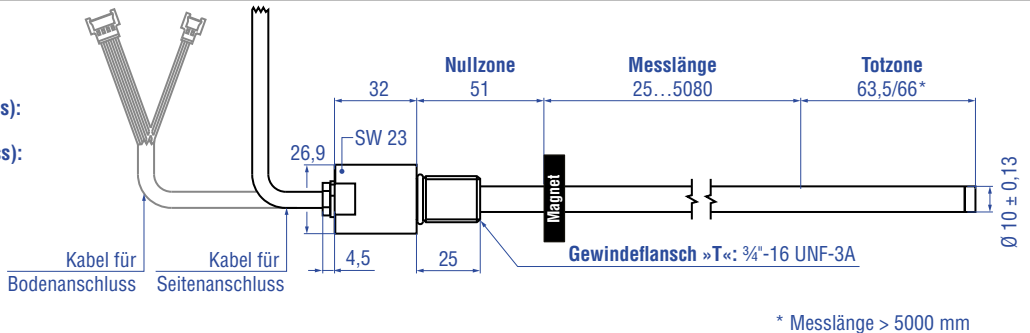 Nullzone
Messlänge
Totzone
32
51
25…5080
63,5/66*
s):
SW 23
ss):
26,9
Magnet
Ø 10 ± 0,13
Kabel für
Bodenanschluss
Kabel für
Seitenanschluss
4,5
25
Gewindeflansch »T«: ¾"-16 UNF-3A
* Messlänge > 5000 mm